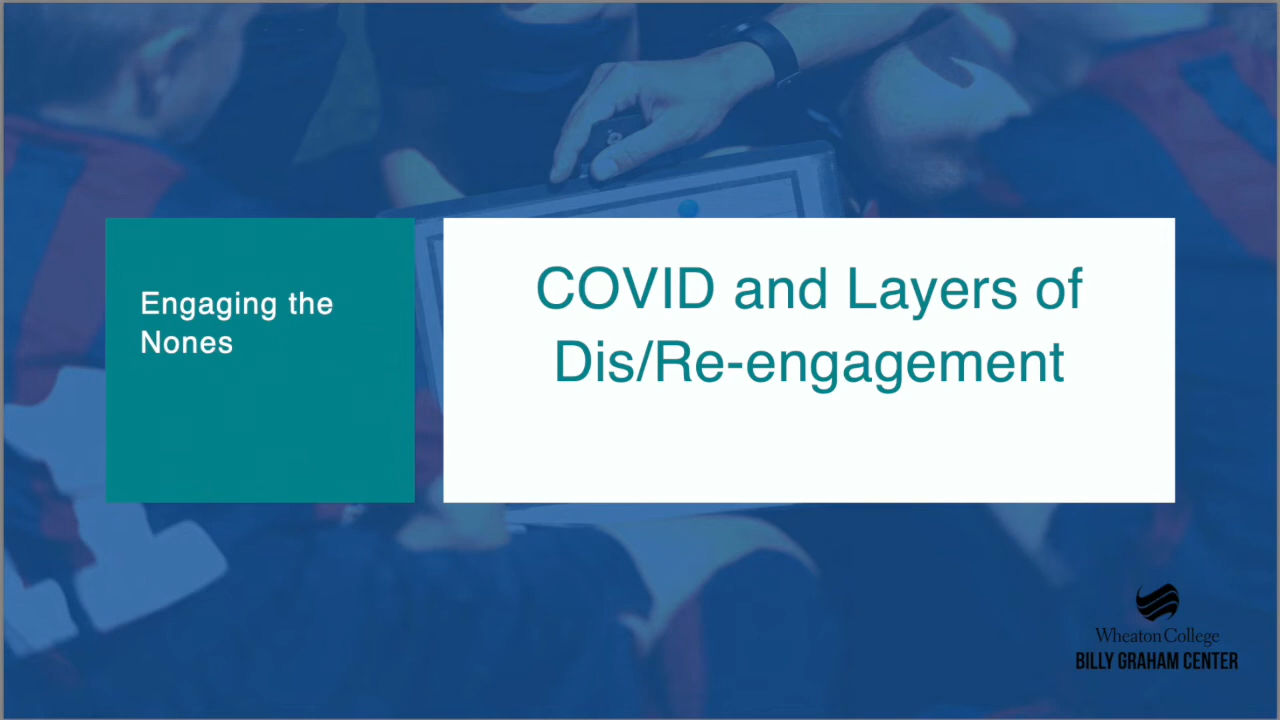 Engaging the
Nones
COVID and Layers of
Dis/Re-engagement
Wheaton College
BILLY GRAHAM CENTER